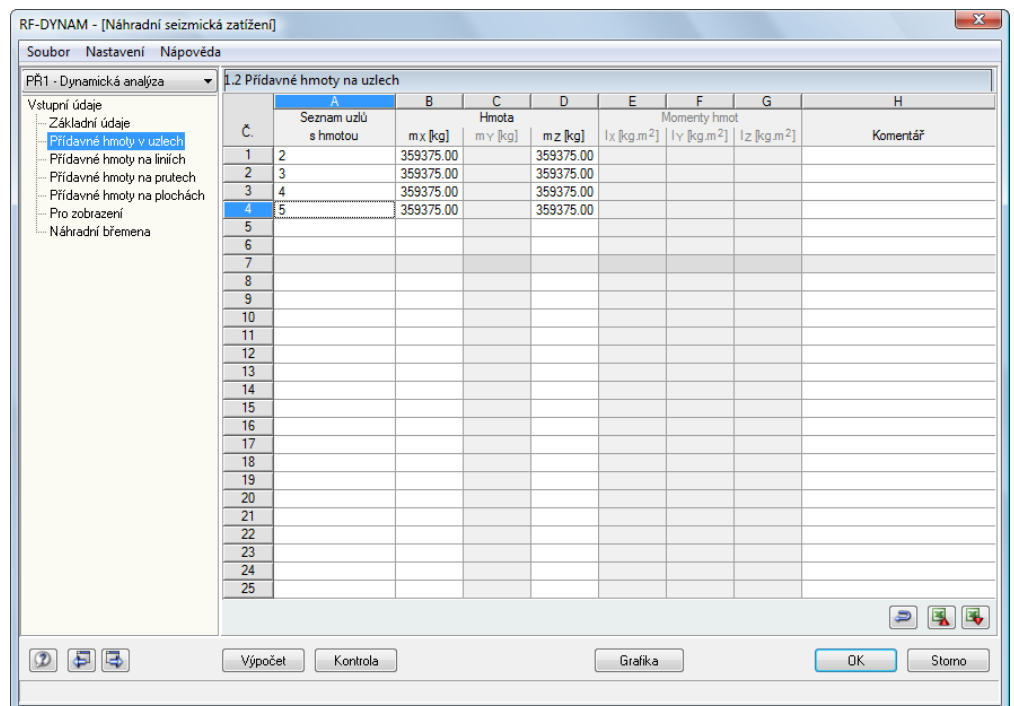 RF-DYNAM - [Náhradní seizmická zatížení]
Soubor Nastavení Nápověda
PŘ1 - Dynamická analýza
Vstupní údaje
Základní údaje
Přídavné hmoty v uzlech
Přídavné hmoty na liniích
Přídavné hmoty na prutech
Přídavné hmoty na plochách
Pro zobrazení
Náhradní břemena
1.2 Přídavné hmoty na uzlech
A B C D E F G H
Seznam uzlů Hmota Momenty hmot
Č. s hmotou mX [kg] mY [kg] mZ [kg] IX [kg.m2] IY [kg.m2] IZ [kg.m2] Komentář
1 2 359375.00 359375.00
2 3 359375.00 359375.00
3 4 359375.00 359375.00
4 5 359375.00 359375.00
5
6
7
8
9
10
11
12
13
14
15
16
17
18
19
20
21
22
23
24
25
Výpočet Kontrola Grafika OK Storno